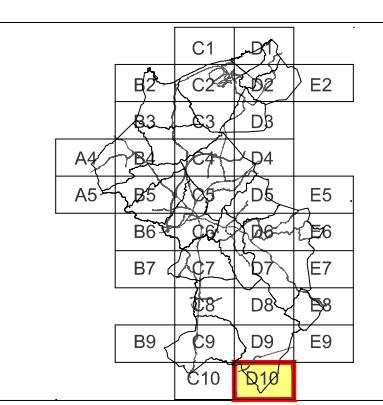 C1 D1
B2 C2 D2 E2
B3 C3 D3
A4 B4 C4 D4
A5 B5 C5 D5 E5
B6 C6 D6 E6
B7 C7 D7 E7
C8 D8 E8
B9 C9 D9 E9
C10 D10